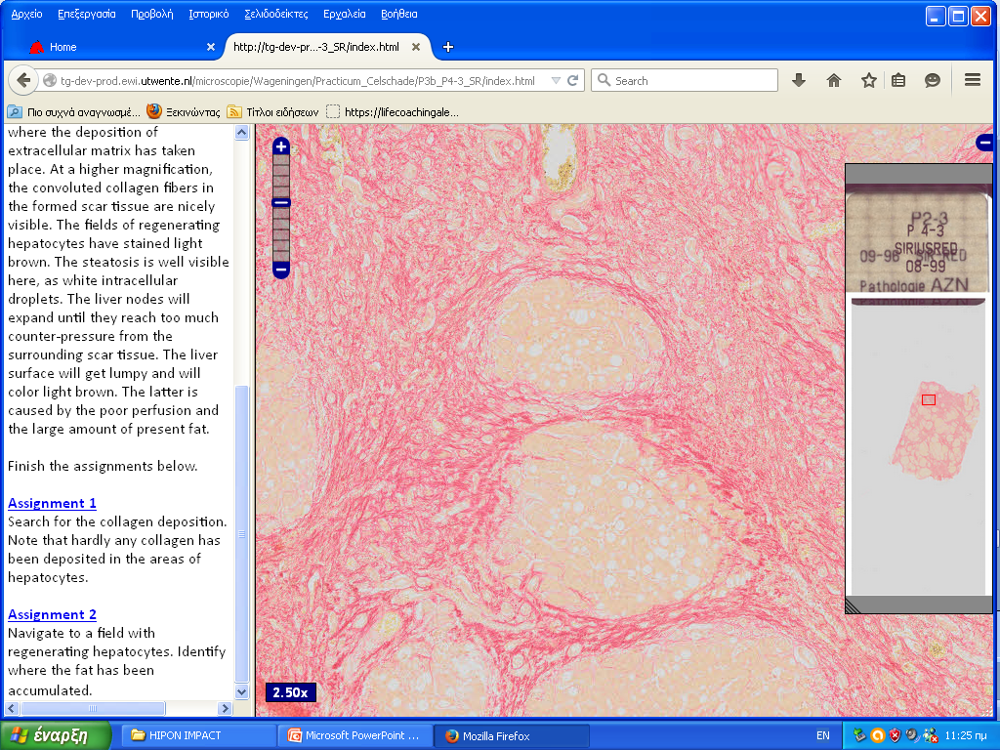 Αρχείο Επεξεργασία Προβολή Ιστορικό Σελιδοδείκτες Εργαλεία Βοήθεια
Home
http://tg-dev-pr...-3_SR/index.html
tg-dev-prod.ewi.utwente.nl/microscopie/Wageningen/Practicum_Celschade/P3b_P4-3_SR/index.html
Search
Πιο συχνά αναγνωσμέ... Ξεκινώντας Τίτλοι ειδήσεων https://lifecoachingale...
where the deposition of
extracellular matrix has taken
place. At a higher magnification,
the convoluted collagen fibers in
the formed scar tissue are nicely
visible. The fields of regenerating
hepatocytes have stained light
brown. The steatosis is well visible
here, as white intracellular
droplets. The liver nodes will
expand until they reach too much
counter-pressure from the
surrounding scar tissue. The liver
surface will get lumpy and will
color light brown. The latter is
caused by the poor perfusion and
the large amount of present fat.
Finish the assignments below.
Assignment 1
Search for the collagen deposition.
Note that hardly any collagen has
been deposited in the areas of
hepatocytes.
Assignment 2
Navigate to a field with
regenerating hepatocytes. Identify
where the fat has been
accumulated.
2.50x
P2-3
P 4-3
SIRIUSRED
09-98 SIR-RED
08-99
Pathologie AZN
έναρξη
HIPON IMPACT
Microsoft PowerPoint ...
Mozilla Firefox
EN
11:25 πμ